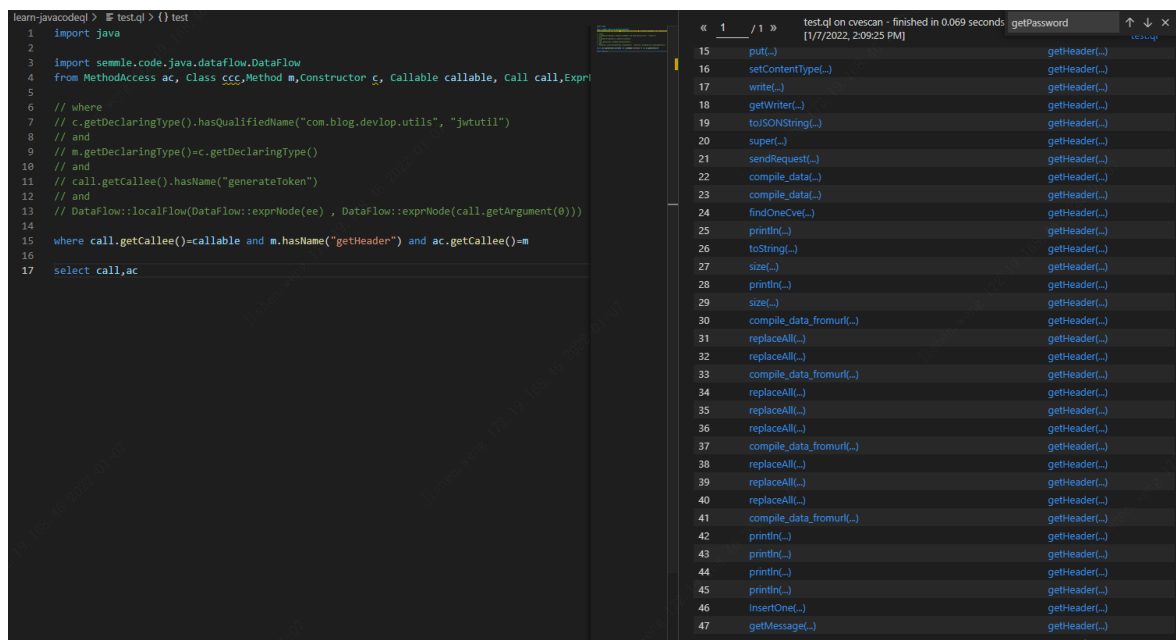 learn-javacodeql > test.ql > {} test
1 import java
2
3 import semmle.code.java.dataflow.DataFlow
4 from MethodAccess ac, Class ccc,Method m,Constructor c, Callable callable, Call call,Expr
5
6 // where
7 // c.getDeclaringType().hasQualifiedName("com.blog.devlop.utils", "jwtutil")
8 // and
9 // m.getDeclaringType()=c.getDeclaringType()
10 // and
11 // call.getCallee().hasName("generateToken")
12 // and
13 // DataFlow::localFlow(DataFlow::exprNode(ee) , DataFlow::exprNode(call.getArgument(0)))
14
15 where call.getCallee()=callable and m.hasName("getHeader") and ac.getCallee()=m
16
17 select call,ac
« 1 / 1 »
test.ql on cvescan - finished in 0.069 seconds
[1/7/2022, 2:09:25 PM]
getPassword
15 put(...) getHeader(...)
16 setContentType(...) getHeader(...)
17 write(...) getHeader(...)
18 getWriter(...) getHeader(...)
19 toJSONString(...) getHeader(...)
20 super(...) getHeader(...)
21 sendRequest(...) getHeader(...)
22 compile_data(...) getHeader(...)
23 compile_data(...) getHeader(...)
24 findOneCve(...) getHeader(...)
25 println(...) getHeader(...)
26 toString(...) getHeader(...)
27 size(...) getHeader(...)
28 println(...) getHeader(...)
29 size(...) getHeader(...)
30 compile_data_fromurl(...) getHeader(...)
31 replaceAll(...) getHeader(...)
32 replaceAll(...) getHeader(...)
33 compile_data_fromurl(...) getHeader(...)
34 replaceAll(...) getHeader(...)
35 replaceAll(...) getHeader(...)
36 replaceAll(...) getHeader(...)
37 compile_data_fromurl(...) getHeader(...)
38 replaceAll(...) getHeader(...)
39 replaceAll(...) getHeader(...)
40 replaceAll(...) getHeader(...)
41 compile_data_fromurl(...) getHeader(...)
42 println(...) getHeader(...)
43 println(...) getHeader(...)
44 println(...) getHeader(...)
45 println(...) getHeader(...)
46 InsertOne(...) getHeader(...)
47 getMessage(...) getHeader(...)